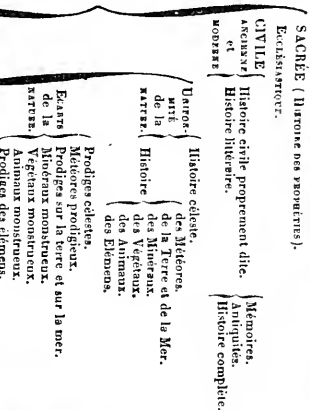 SACRÉE (HISTOIRE DES PROPHÉTIES).
ECCLÉSIASTIQUE.
CIVILE
ANCIENNE
et
MODERNE
Histoire civile proprement dite.
Histoire littéraire.
Mémoires.
Antiquités.
Histoire complète.
UNIFOR-
MITÉ
de la
NATURE.
Histoire
Histoire céleste.
des Météores.
de la Terre et de la Mer.
des Minéraux.
des Végétaux.
des Animaux.
des Elémens.
ECARTS
de la
NATURE.
Prodiges célestes.
Météores prodigieux.
Prodiges sur la terre et sur la mer.
Minéraux monstrueux.
Végétaux monstrueux.
Animaux monstrueux.
Prodiges des élémens.